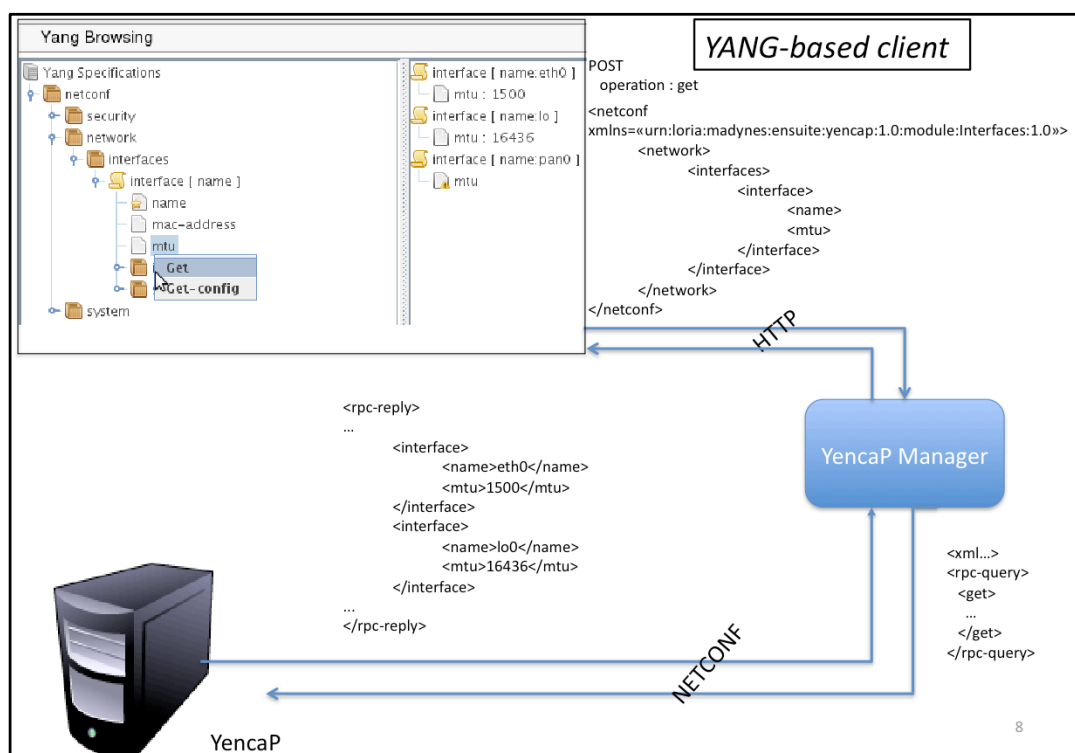 Yang Browsing
YANG-based client
Yang Specifications
netconf
security
network
interfaces
interface [ name ]
name
mac-address
mtu
Get
Get-config
system
interface [ name:eth0 ]
mtu : 1500
interface [ name:lo ]
mtu : 16436
interface [ name:pan0 ]
mtu
POST
operation : get
<netconf
xmlns=«urn:loria:madynes:ensuite:yencap:1.0:module:Interfaces:1.0»>
<network>
<interfaces>
<interface>
<name>
<mtu>
</interface>
</interface>
</network>
</netconf>
HTTP
<rpc-reply>
...
<interface>
<name>eth0</name>
<mtu>1500</mtu>
</interface>
<interface>
<name>lo0</name>
<mtu>16436</mtu>
</interface>
...
</rpc-reply>
YencaP Manager
<xml...>
<rpc-query>
<get>
...
</get>
</rpc-query>
NETCONF
YencaP
8